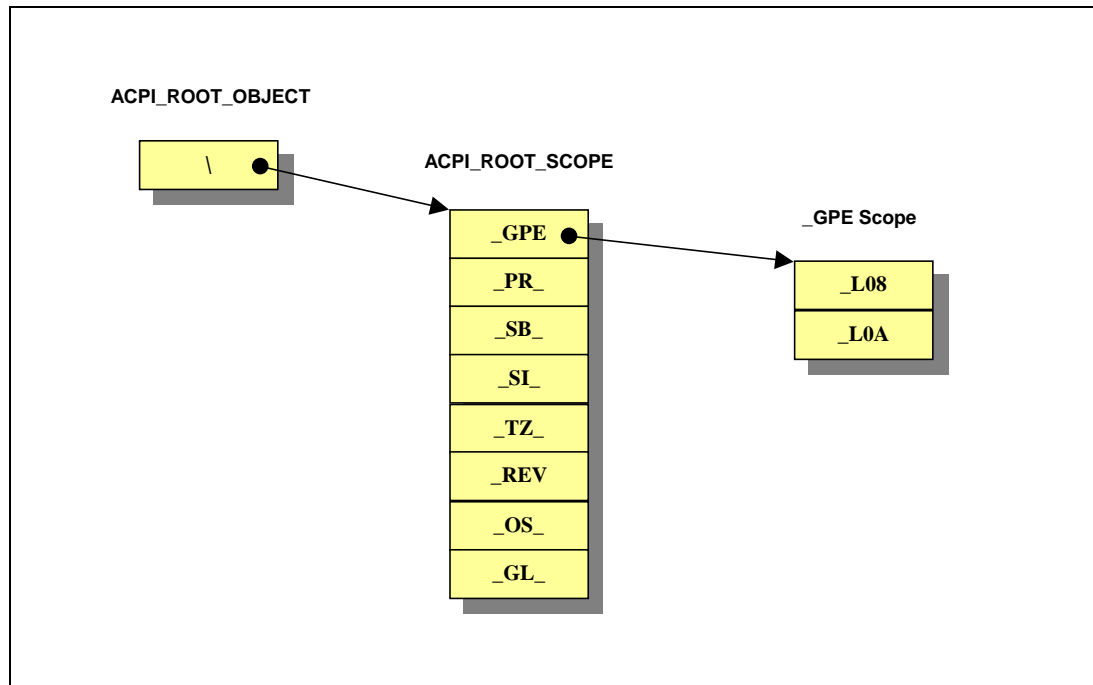 ACPI_ROOT_OBJECT
\
ACPI_ROOT_SCOPE
_GPE
_PR_
_SB_
_SI_
_TZ_
_REV
_OS_
_GL_
_GPE Scope
_L08
_L0A